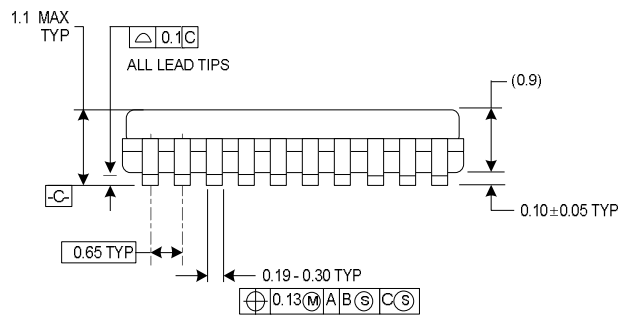 1.1 MAX
TYP
⌓ 0.1 C
ALL LEAD TIPS
(0.9)
-C-
0.10±0.05 TYP
0.65 TYP
0.19 - 0.30 TYP
⌖ 0.13 Ⓜ A B Ⓢ C Ⓢ